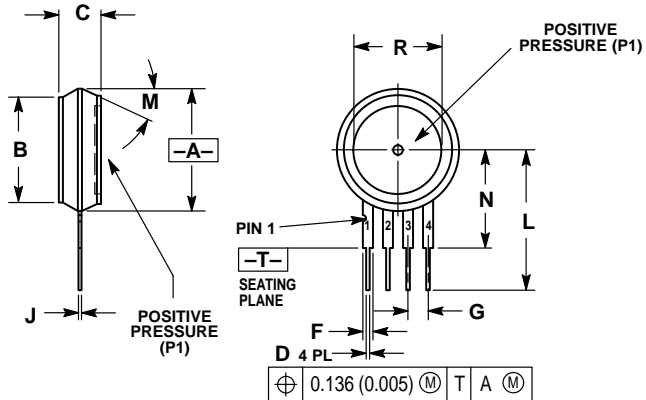 C
R
POSITIVE
PRESSURE (P1)
M
B
–A–
N
L
PIN 1
1 2 3 4
–T–
SEATING
PLANE
G
J
POSITIVE
PRESSURE
(P1)
F
D 4 PL
⌖ 0.136 (0.005) Ⓜ T A Ⓜ